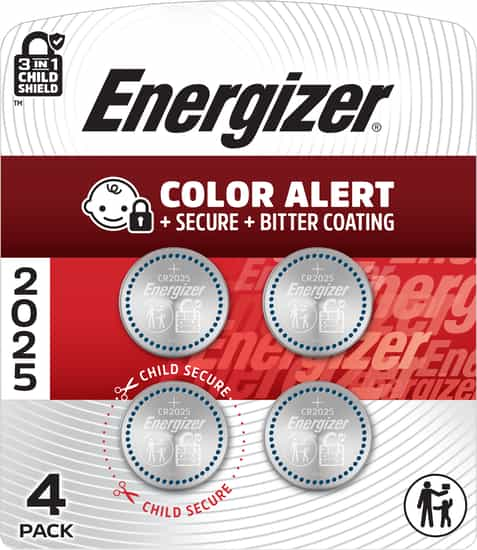 3 IN 1
CHILD
SHIELD
™
Energizer®
COLOR ALERT
+ SECURE + BITTER COATING
2025
+
CR2025
Energizer
+
CR2025
Energizer
Energizer
CHILD SECURE
+
CR2025
Energizer
+
CR2025
Energizer
CHILD SECURE
4
PACK